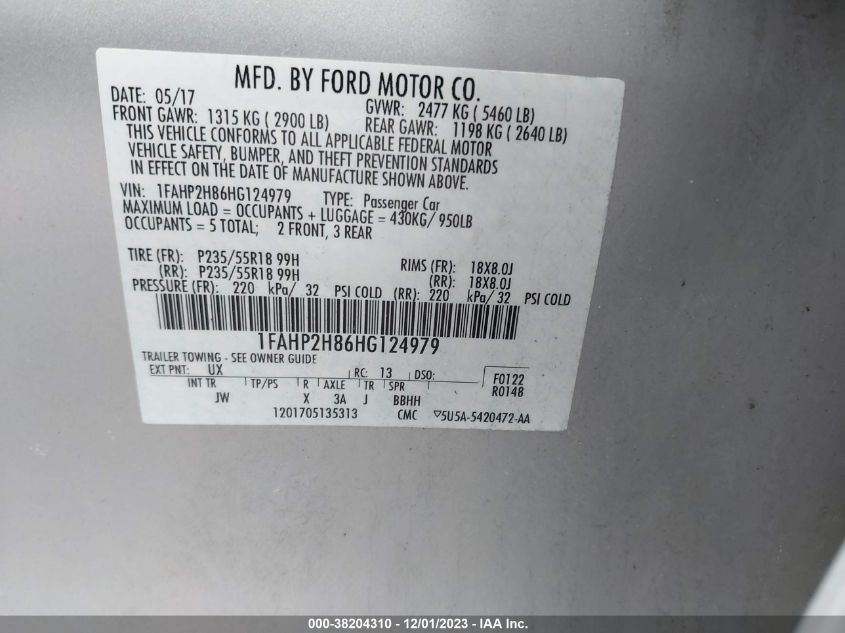 MFD. BY FORD MOTOR CO.
DATE: 05/17 GVWR: 2477 KG ( 5460 LB)
FRONT GAWR: 1315 KG ( 2900 LB) REAR GAWR: 1198 KG ( 2640 LB)
THIS VEHICLE CONFORMS TO ALL APPLICABLE FEDERAL MOTOR
VEHICLE SAFETY, BUMPER, AND THEFT PREVENTION STANDARDS
IN EFFECT ON THE DATE OF MANUFACTURE SHOWN ABOVE.
VIN: 1FAHP2H86HG124979 TYPE: Passenger Car
MAXIMUM LOAD = OCCUPANTS + LUGGAGE = 430KG/ 950LB
OCCUPANTS = 5 TOTAL; 2 FRONT, 3 REAR
TIRE (FR): P235/55R18 99H RIMS (FR): 18X8.0J
(RR): P235/55R18 99H (RR): 18X8.0J
PRESSURE (FR): 220 kPa/ 32 PSI COLD (RR): 220 kPa/ 32 PSI COLD
1FAHP2H86HG124979
TRAILER TOWING - SEE OWNER GUIDE
EXT PNT: UX RC: 13 DSO: F0122
INT TR TP/PS R AXLE TR SPR R0148
JW X 3A J BBHH
1201705135313 CMC ▽5U5A-5420472-AA
000-38204310 - 12/01/2023 - IAA Inc.